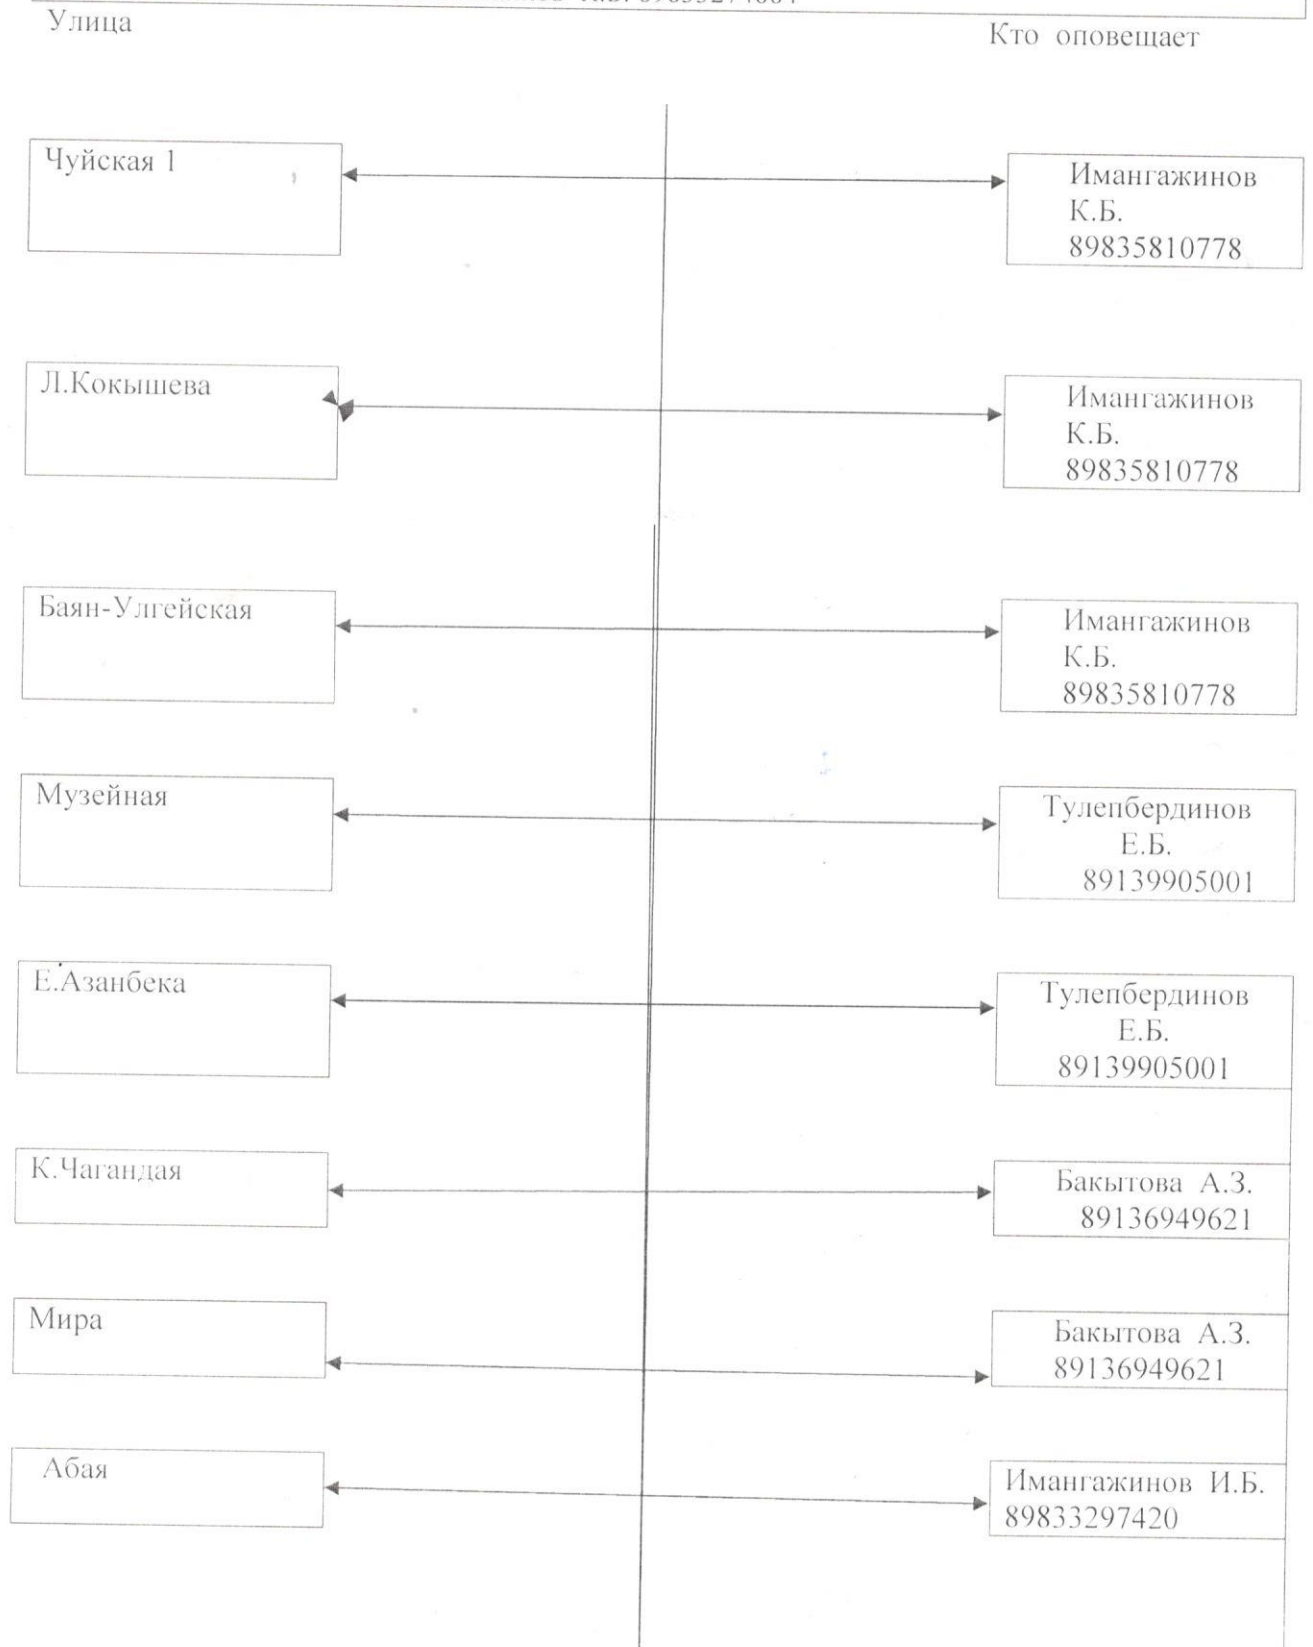 Улица
Кто оповещает
Чуйская 1
Имангажинов
К.Б.
89835810778
Л.Кокышева
Имангажинов
К.Б.
89835810778
Баян-Улгейская
Имангажинов
К.Б.
89835810778
Музейная
Тулепбердинов
Е.Б.
89139905001
Е.Азанбека
Тулепбердинов
Е.Б.
89139905001
К.Чагандая
Бакытова А.З.
89136949621
Мира
Бакытова А.З.
89136949621
Абая
Имангажинов И.Б.
89833297420